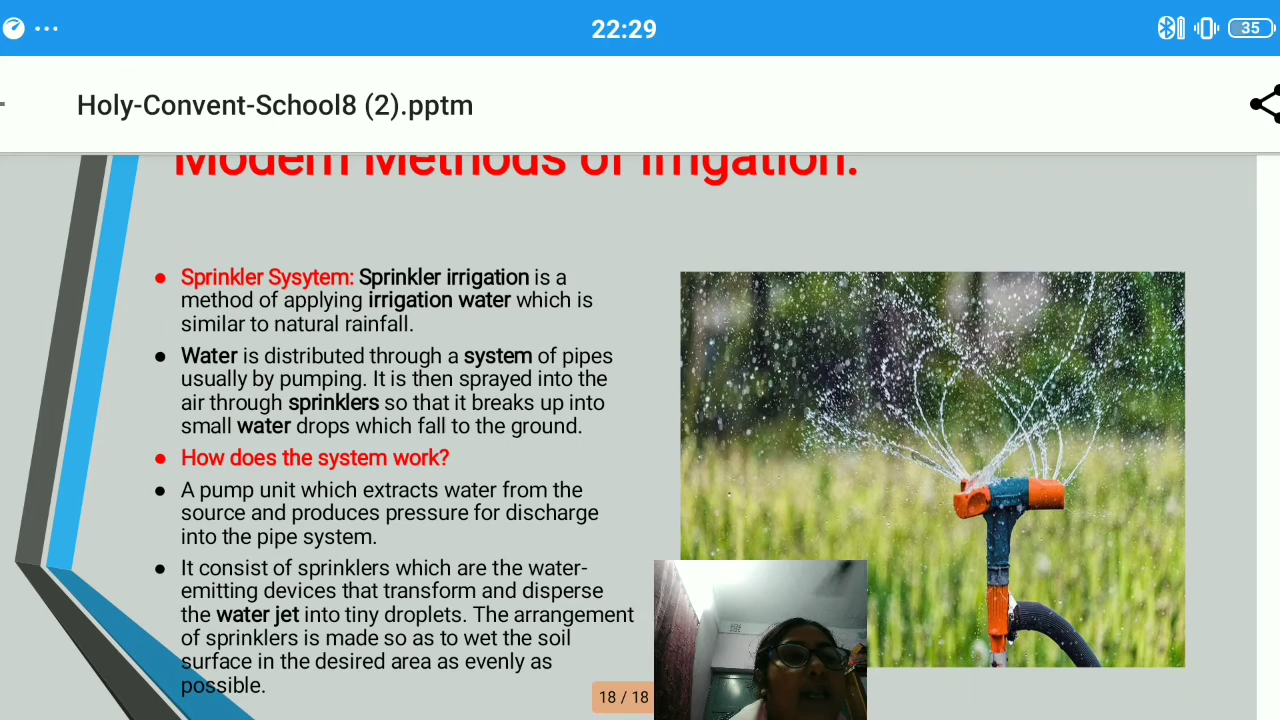 22:29
35
Holy-Convent-School8 (2).pptm
Modern Methods of Irrigation:
● Sprinkler Sysytem: Sprinkler irrigation is a
method of applying irrigation water which is
similar to natural rainfall.
● Water is distributed through a system of pipes
usually by pumping. It is then sprayed into the
air through sprinklers so that it breaks up into
small water drops which fall to the ground.
● How does the system work?
● A pump unit which extracts water from the
source and produces pressure for discharge
into the pipe system.
● It consist of sprinklers which are the water-
emitting devices that transform and disperse
the water jet into tiny droplets. The arrangement
of sprinklers is made so as to wet the soil
surface in the desired area as evenly as
possible.
18 / 18